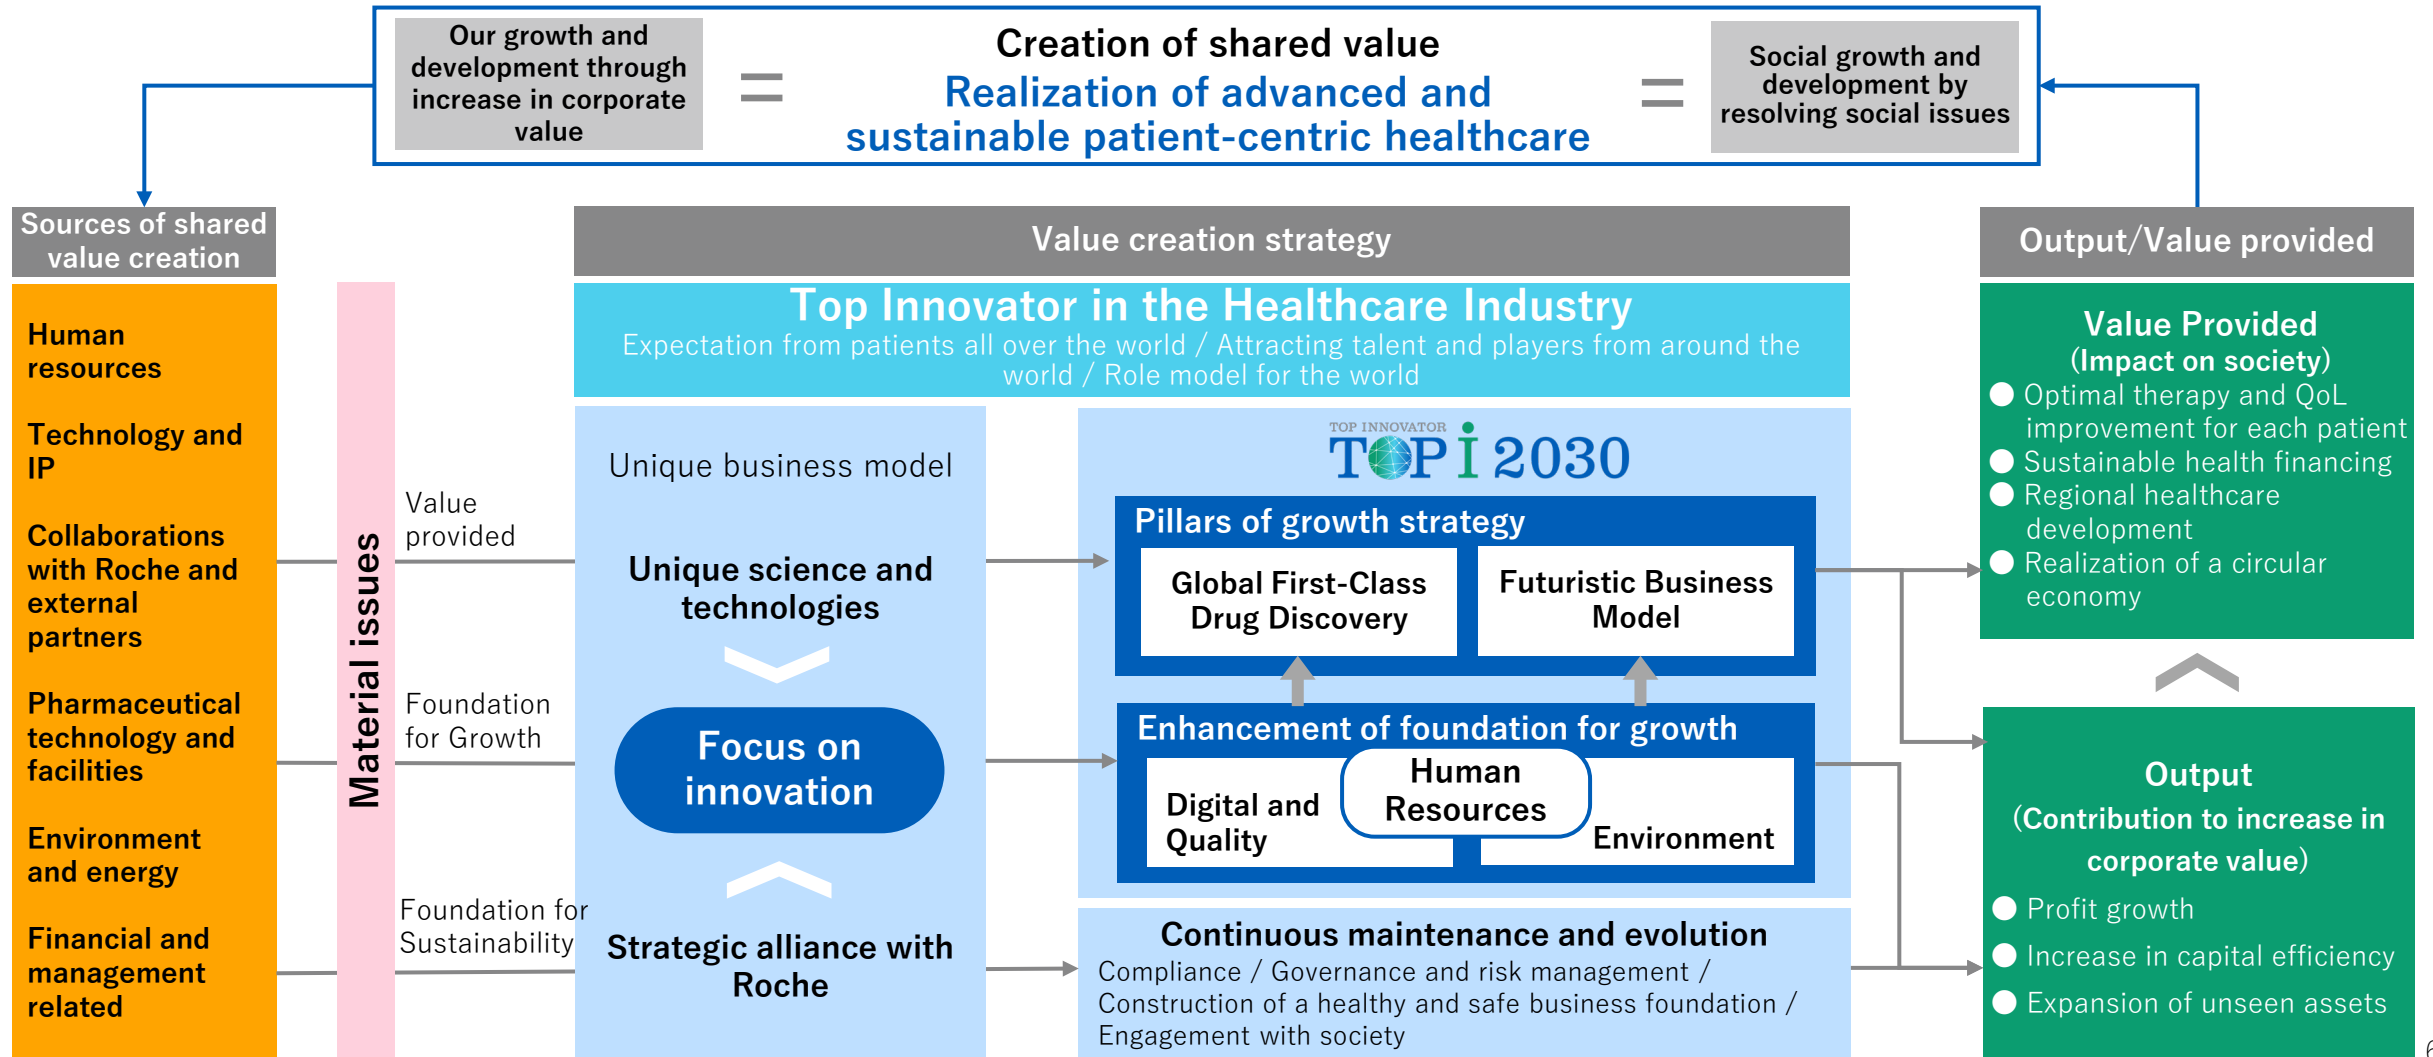 Our growth and
development through
increase in corporate
value
=
Creation of shared value
Realization of advanced and
sustainable patient-centric healthcare
=
Social growth and
development by
resolving social issues
Sources of shared
value creation
Human
resources
Technology and
IP
Collaborations
with Roche and
external
partners
Pharmaceutical
technology and
facilities
Environment
and energy
Financial and
management
related
Material issues
Value
provided
Foundation
for Growth
Foundation for
Sustainability
Value creation strategy
Top Innovator in the Healthcare Industry
Expectation from patients all over the world / Attracting talent and players from around the
world / Role model for the world
Unique business model
Unique science and
technologies
Focus on
innovation
Strategic alliance with
Roche
TOP INNOVATOR
TOP i 2030
Pillars of growth strategy
Global First-Class
Drug Discovery
Futuristic Business
Model
Enhancement of foundation for growth
Digital and
Quality
Human
Resources
Environment
Continuous maintenance and evolution
Compliance / Governance and risk management /
Construction of a healthy and safe business foundation /
Engagement with society
Output/Value provided
Value Provided
(Impact on society)
● Optimal therapy and QoL
improvement for each patient
● Sustainable health financing
● Regional healthcare
development
● Realization of a circular
economy
Output
(Contribution to increase in
corporate value)
● Profit growth
● Increase in capital efficiency
● Expansion of unseen assets